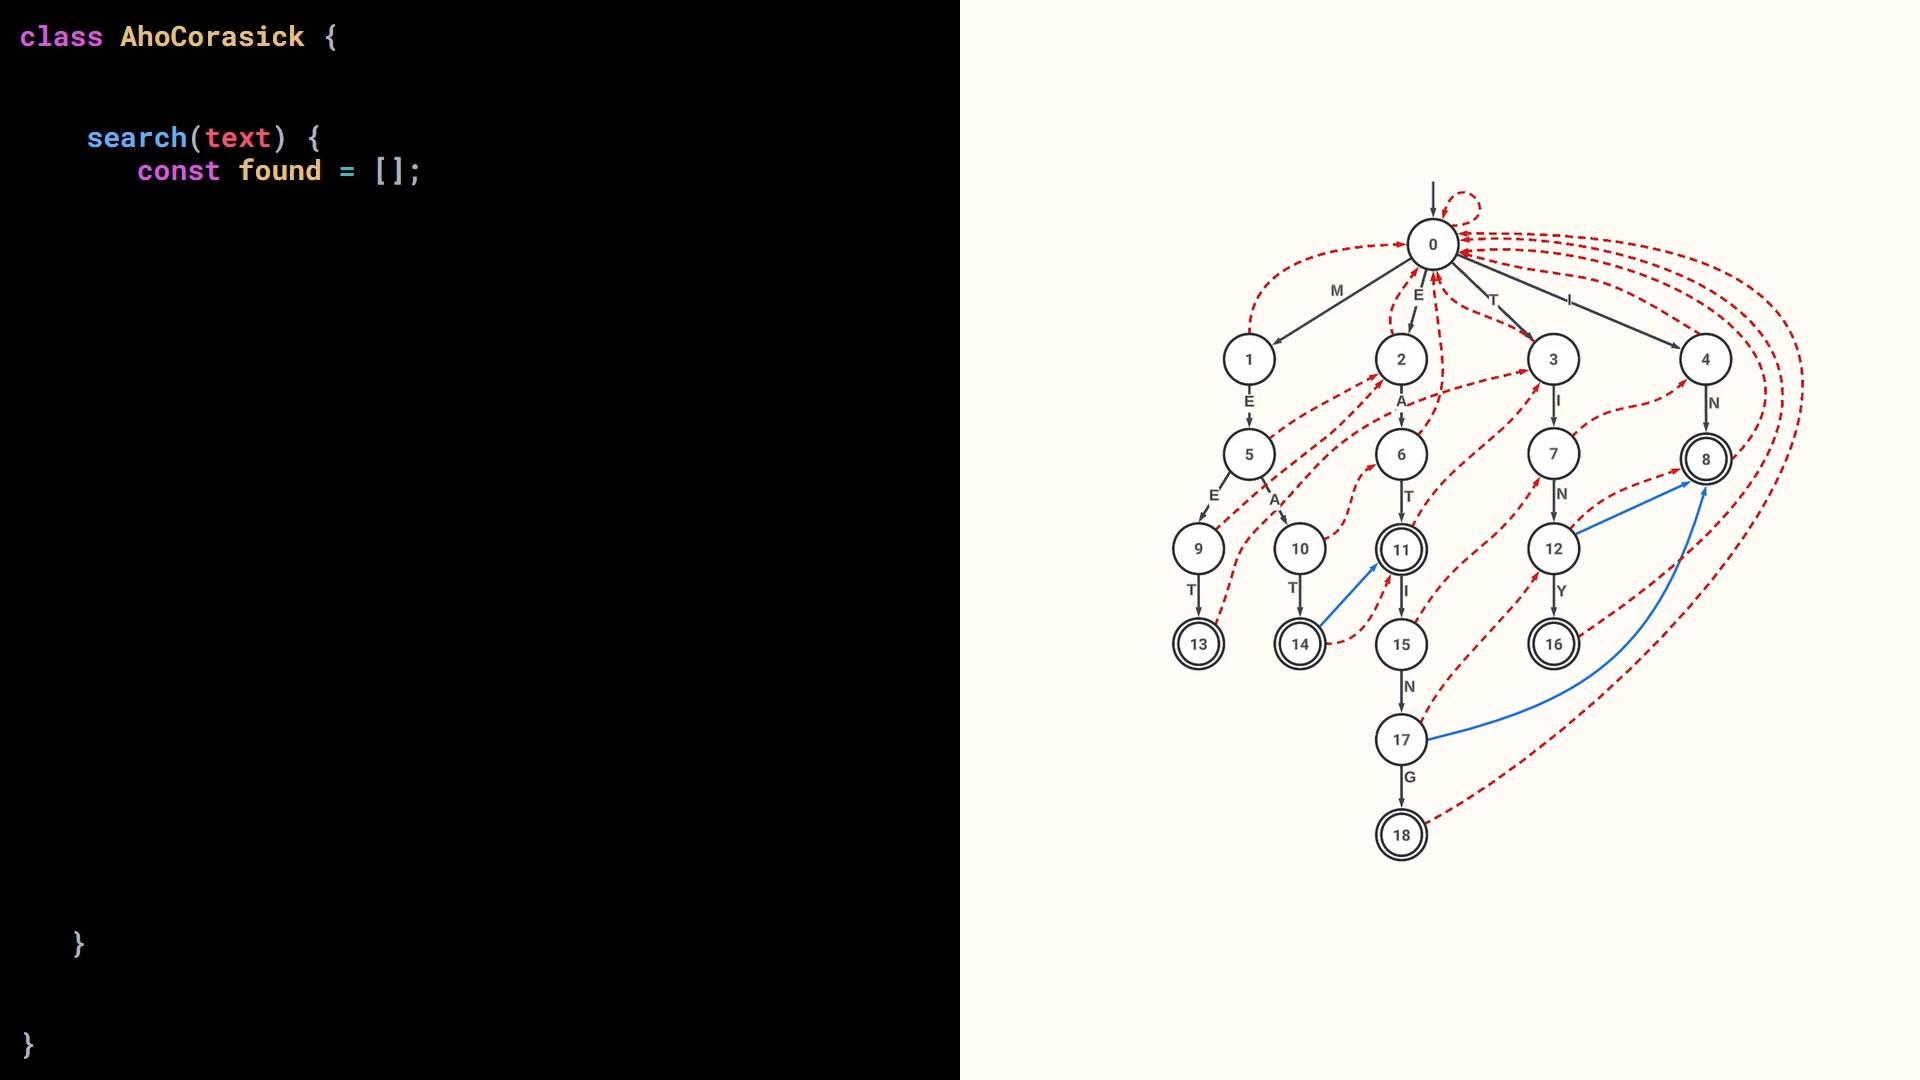 class AhoCorasick {
search(text) {
const found = [];
}
}
0
M
E
T
I
1
2
3
4
E
A
I
N
5
6
7
8
E
A
T
N
9
10
11
12
T
T
I
Y
13
14
15
16
N
17
G
18